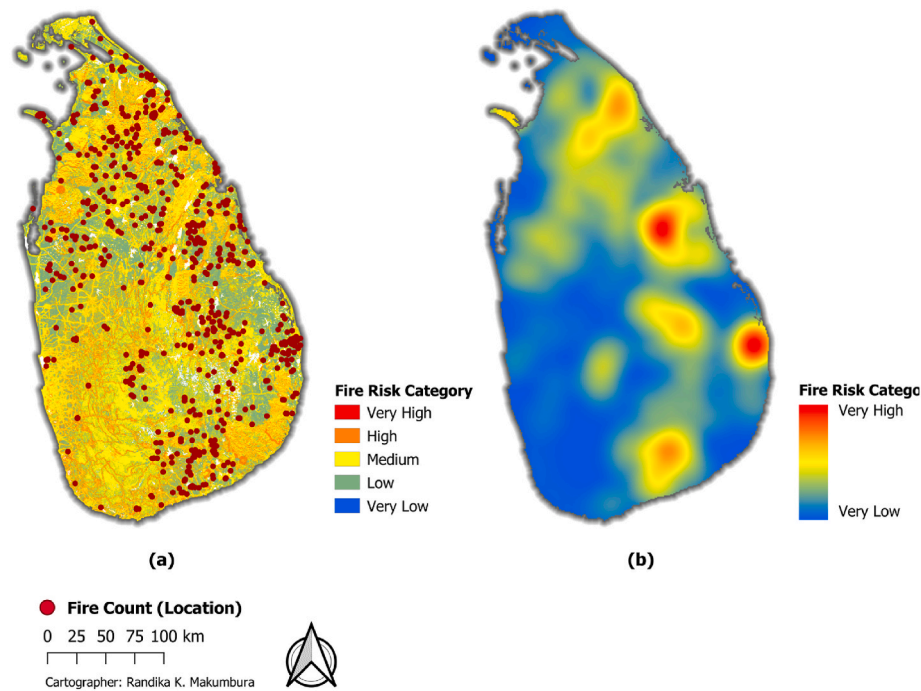 Fire Risk Category
Very High
High
Medium
Low
Very Low
(a)
Fire Risk Catego
Very High
Very Low
(b)
Fire Count (Location)
0 25 50 75 100 km
Cartographer: Randika K. Makumbura